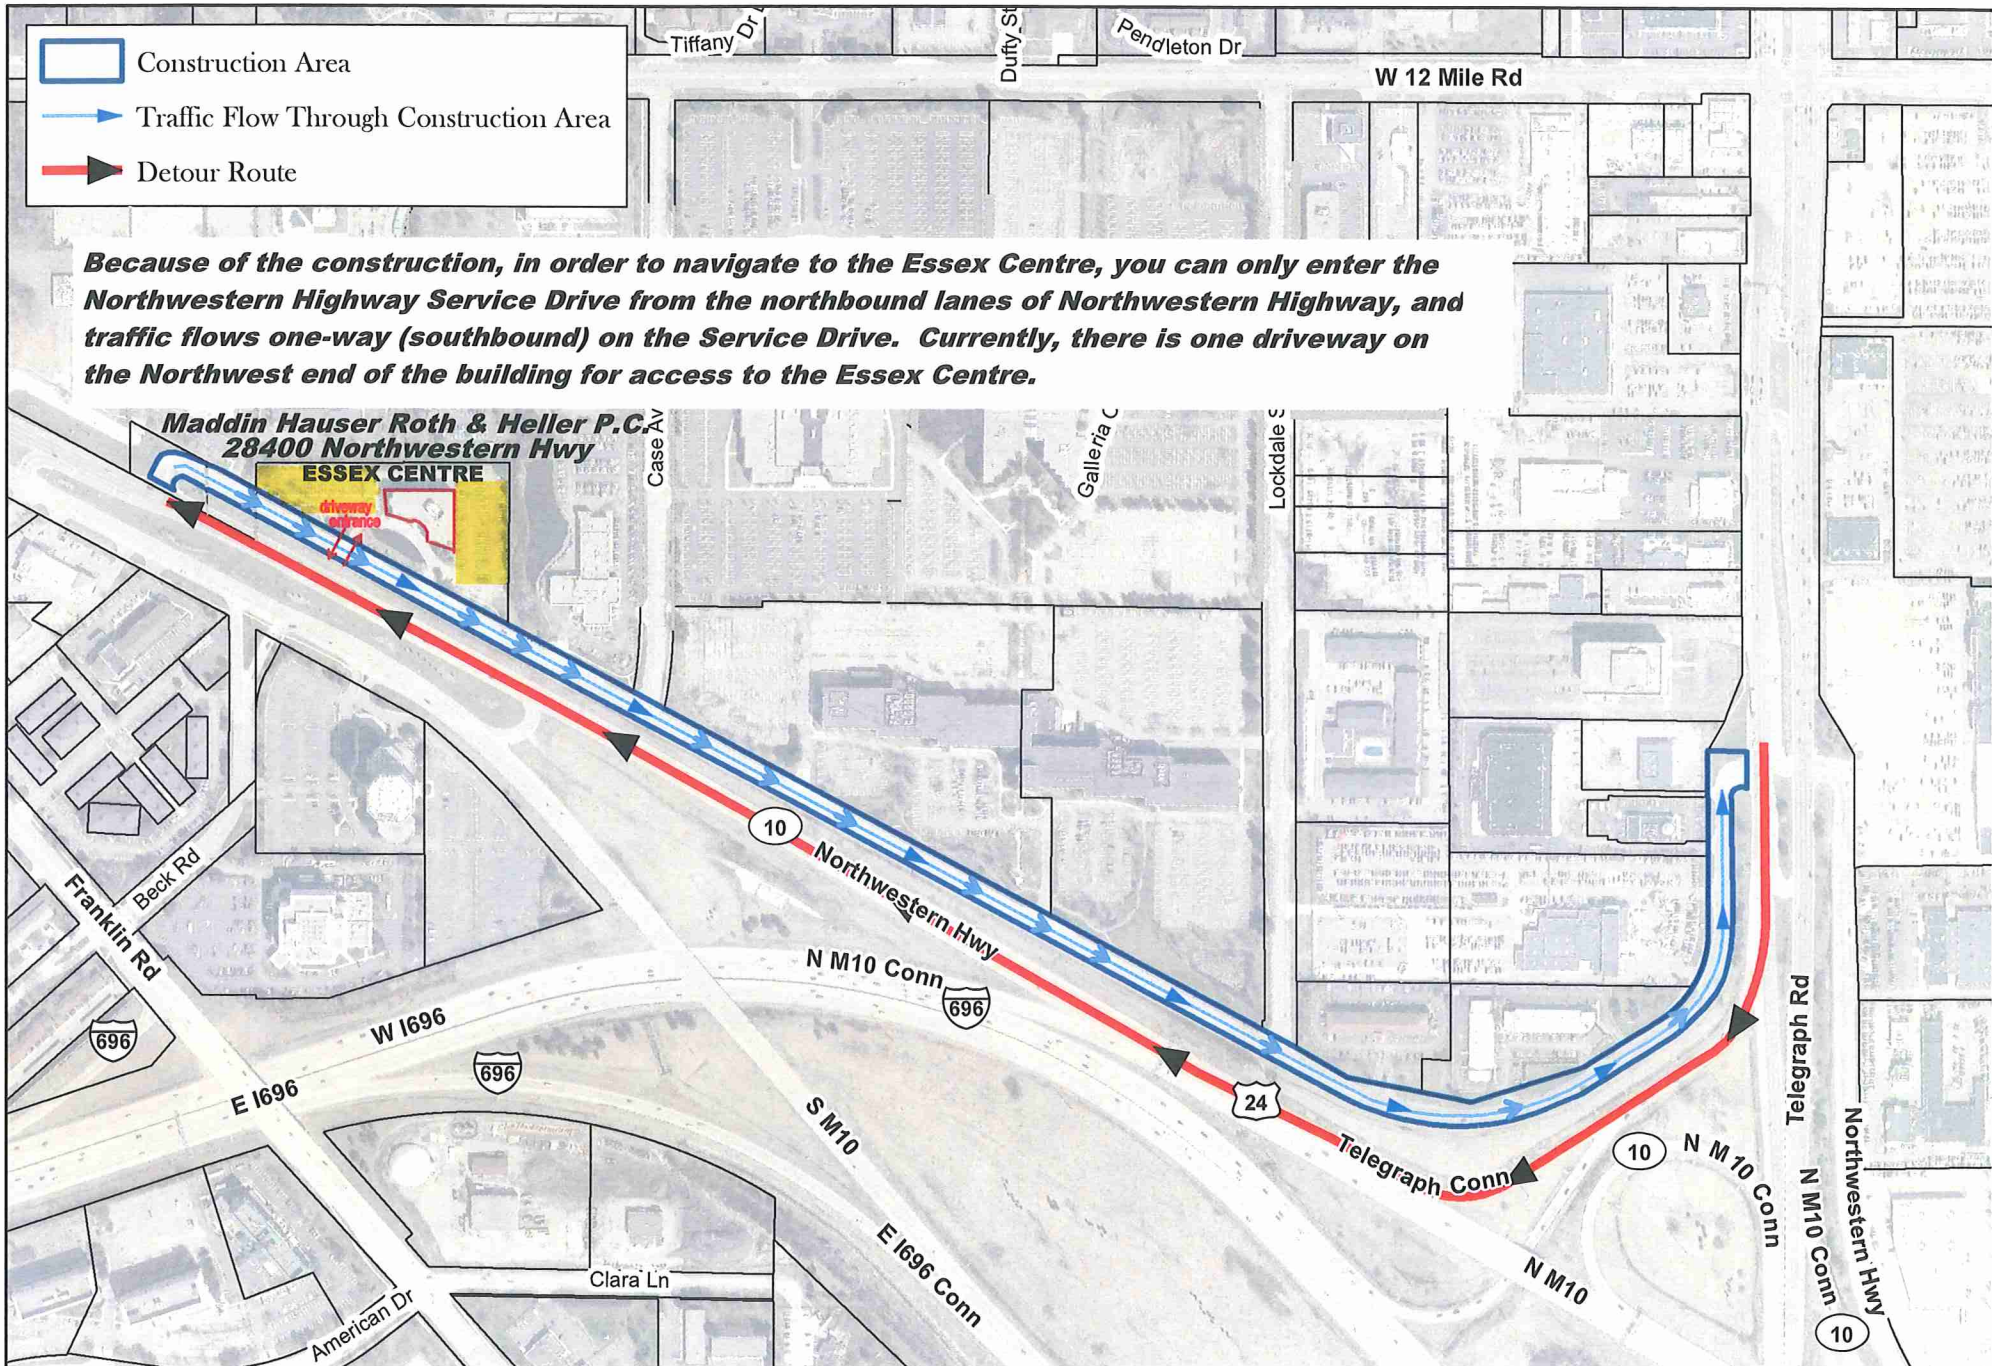 Construction Area
Traffic Flow Through Construction Area
Detour Route
Tiffany Dr
Duffy St
Pendleton Dr
W 12 Mile Rd
Because of the construction, in order to navigate to the Essex Centre, you can only enter the
Northwestern Highway Service Drive from the northbound lanes of Northwestern Highway, and
traffic flows one-way (southbound) on the Service Drive. Currently, there is one driveway on
the Northwest end of the building for access to the Essex Centre.
Maddin Hauser Roth & Heller P.C.
28400 Northwestern Hwy
ESSEX CENTRE
driveway
entrance
Case Av
Galleria
Lockdale S
10
Northwestern Hwy
Beck Rd
Franklin Rd
N M10 Conn
696
W I696
696
696
E I696
S M10
24
Telegraph Conn
10
N M 10 Conn
Telegraph Rd
N M10 Conn
Northwestern Hwy
N M10
E I696 Conn
Clara Ln
American Dr
10